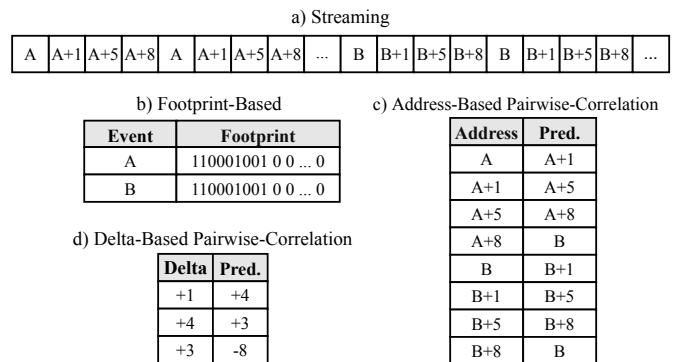 a) Streaming
A A+1 A+5 A+8 A A+1 A+5 A+8 ... B B+1 B+5 B+8 B B+1 B+5 B+8 ...
b) Footprint-Based
Event Footprint
A 110001001 0 0 ... 0
B 110001001 0 0 ... 0
c) Address-Based Pairwise-Correlation
Address Pred.
A A+1
A+1 A+5
A+5 A+8
A+8 B
B B+1
B+1 B+5
B+5 B+8
B+8 B
d) Delta-Based Pairwise-Correlation
Delta Pred.
+1 +4
+4 +3
+3 -8